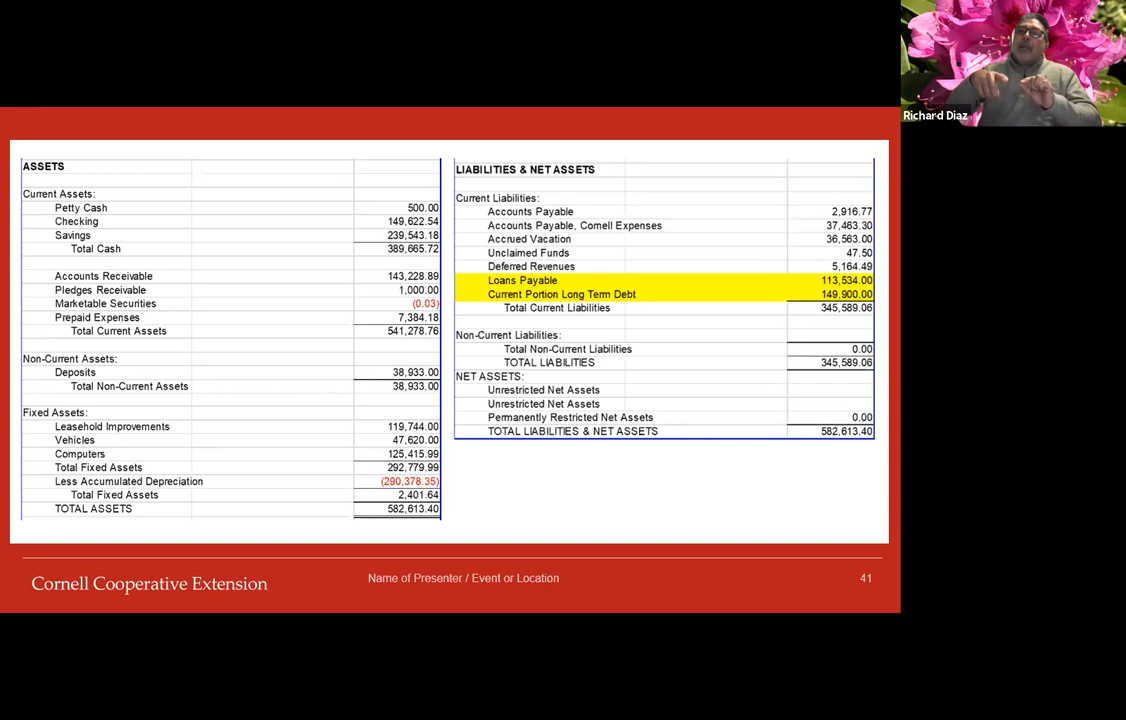 Richard Diaz
ASSETS
Current Assets:
Petty Cash 500.00
Checking 149,622.54
Savings 239,543.18
Total Cash 389,665.72
Accounts Receivable 143,228.89
Pledges Receivable 1,000.00
Marketable Securities (0.03)
Prepaid Expenses 7,384.18
Total Current Assets 541,278.76
Non-Current Assets:
Deposits 38,933.00
Total Non-Current Assets 38,933.00
Fixed Assets:
Leasehold Improvements 119,744.00
Vehicles 47,620.00
Computers 125,415.99
Total Fixed Assets 292,779.99
Less Accumulated Depreciation (290,378.35)
Total Fixed Assets 2,401.64
TOTAL ASSETS 582,613.40
LIABILITIES & NET ASSETS
Current Liabilities:
Accounts Payable 2,916.77
Accounts Payable, Cornell Expenses 37,463.30
Accrued Vacation 36,563.00
Unclaimed Funds 47.50
Deferred Revenues 5,164.49
Loans Payable 113,534.00
Current Portion Long Term Debt 149,900.00
Total Current Liabilities 345,589.06
Non-Current Liabilities:
Total Non-Current Liabilities 0.00
TOTAL LIABILITIES 345,589.06
NET ASSETS:
Unrestricted Net Assets
Unrestricted Net Assets
Permanently Restricted Net Assets 0.00
TOTAL LIABILITIES & NET ASSETS 582,613.40
Cornell Cooperative Extension
Name of Presenter / Event or Location
41